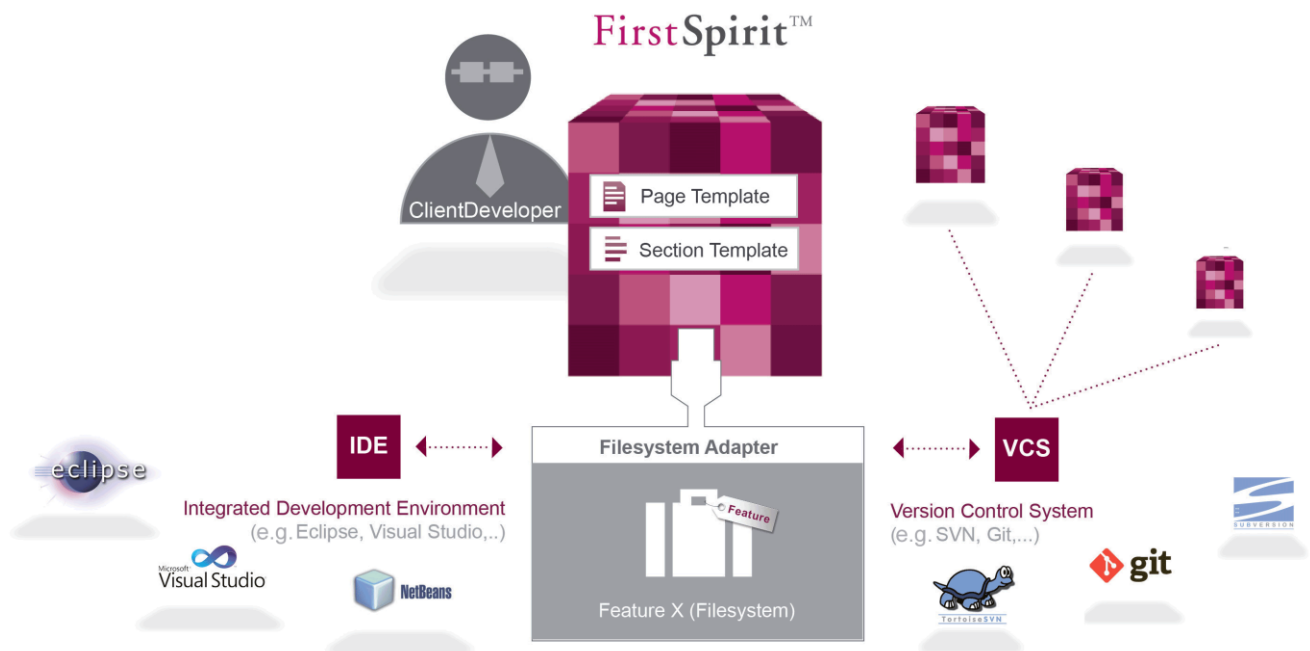 FirstSpirit™
ClientDeveloper
Page Template
Section Template
IDE
Filesystem Adapter
VCS
eclipse
Integrated Development Environment
(e.g. Eclipse, Visual Studio,..)
Feature
Version Control System
(e.g. SVN, Git,...)
SUBVERSION
Microsoft
Visual Studio
NetBeans
Feature X (Filesystem)
TortoiseSVN
git